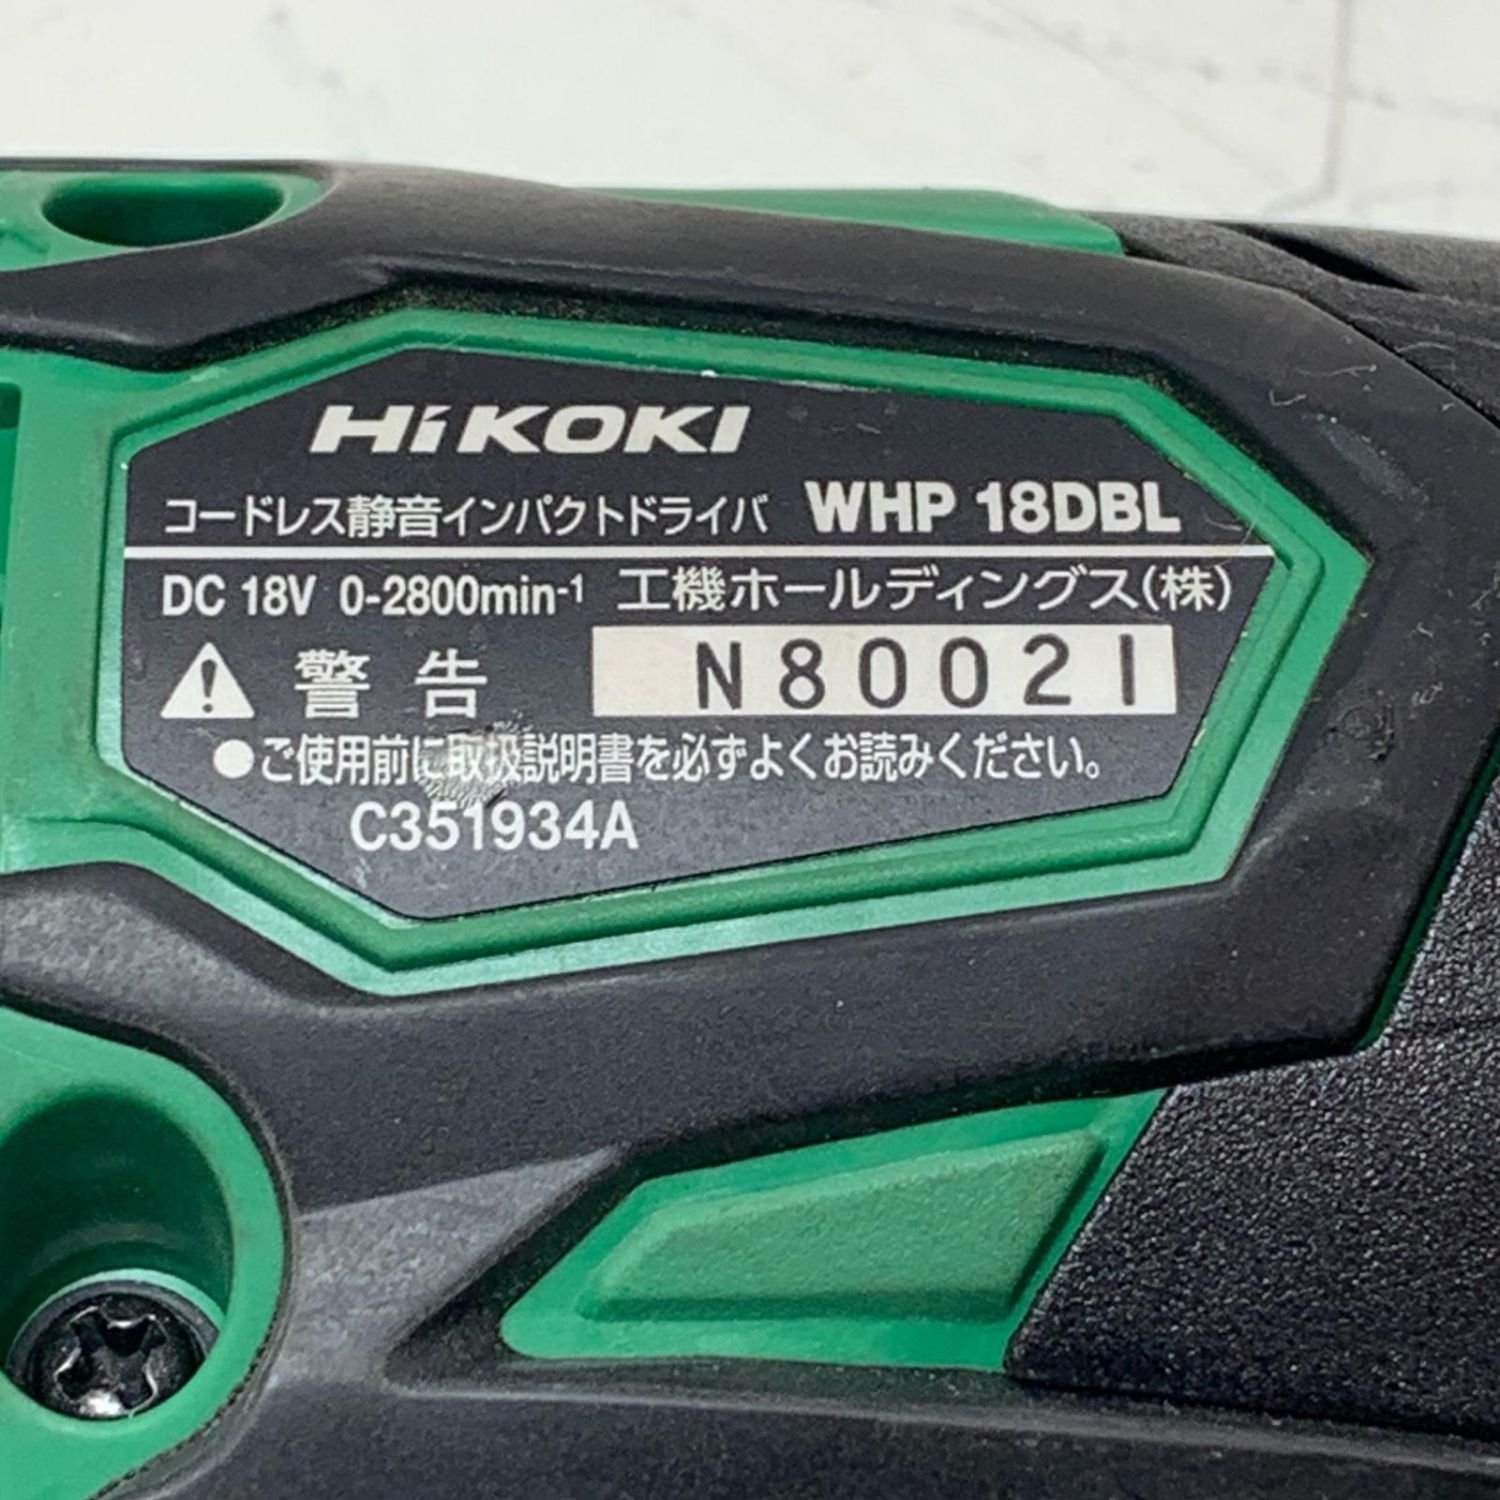 HiKOKI
コードレス静音インパクトドライバ WHP 18DBL
DC 18V 0-2800min-1 工機ホールディングス(株)
警告 N80021
●ご使用前に取扱説明書を必ずよくお読みください。
C351934A